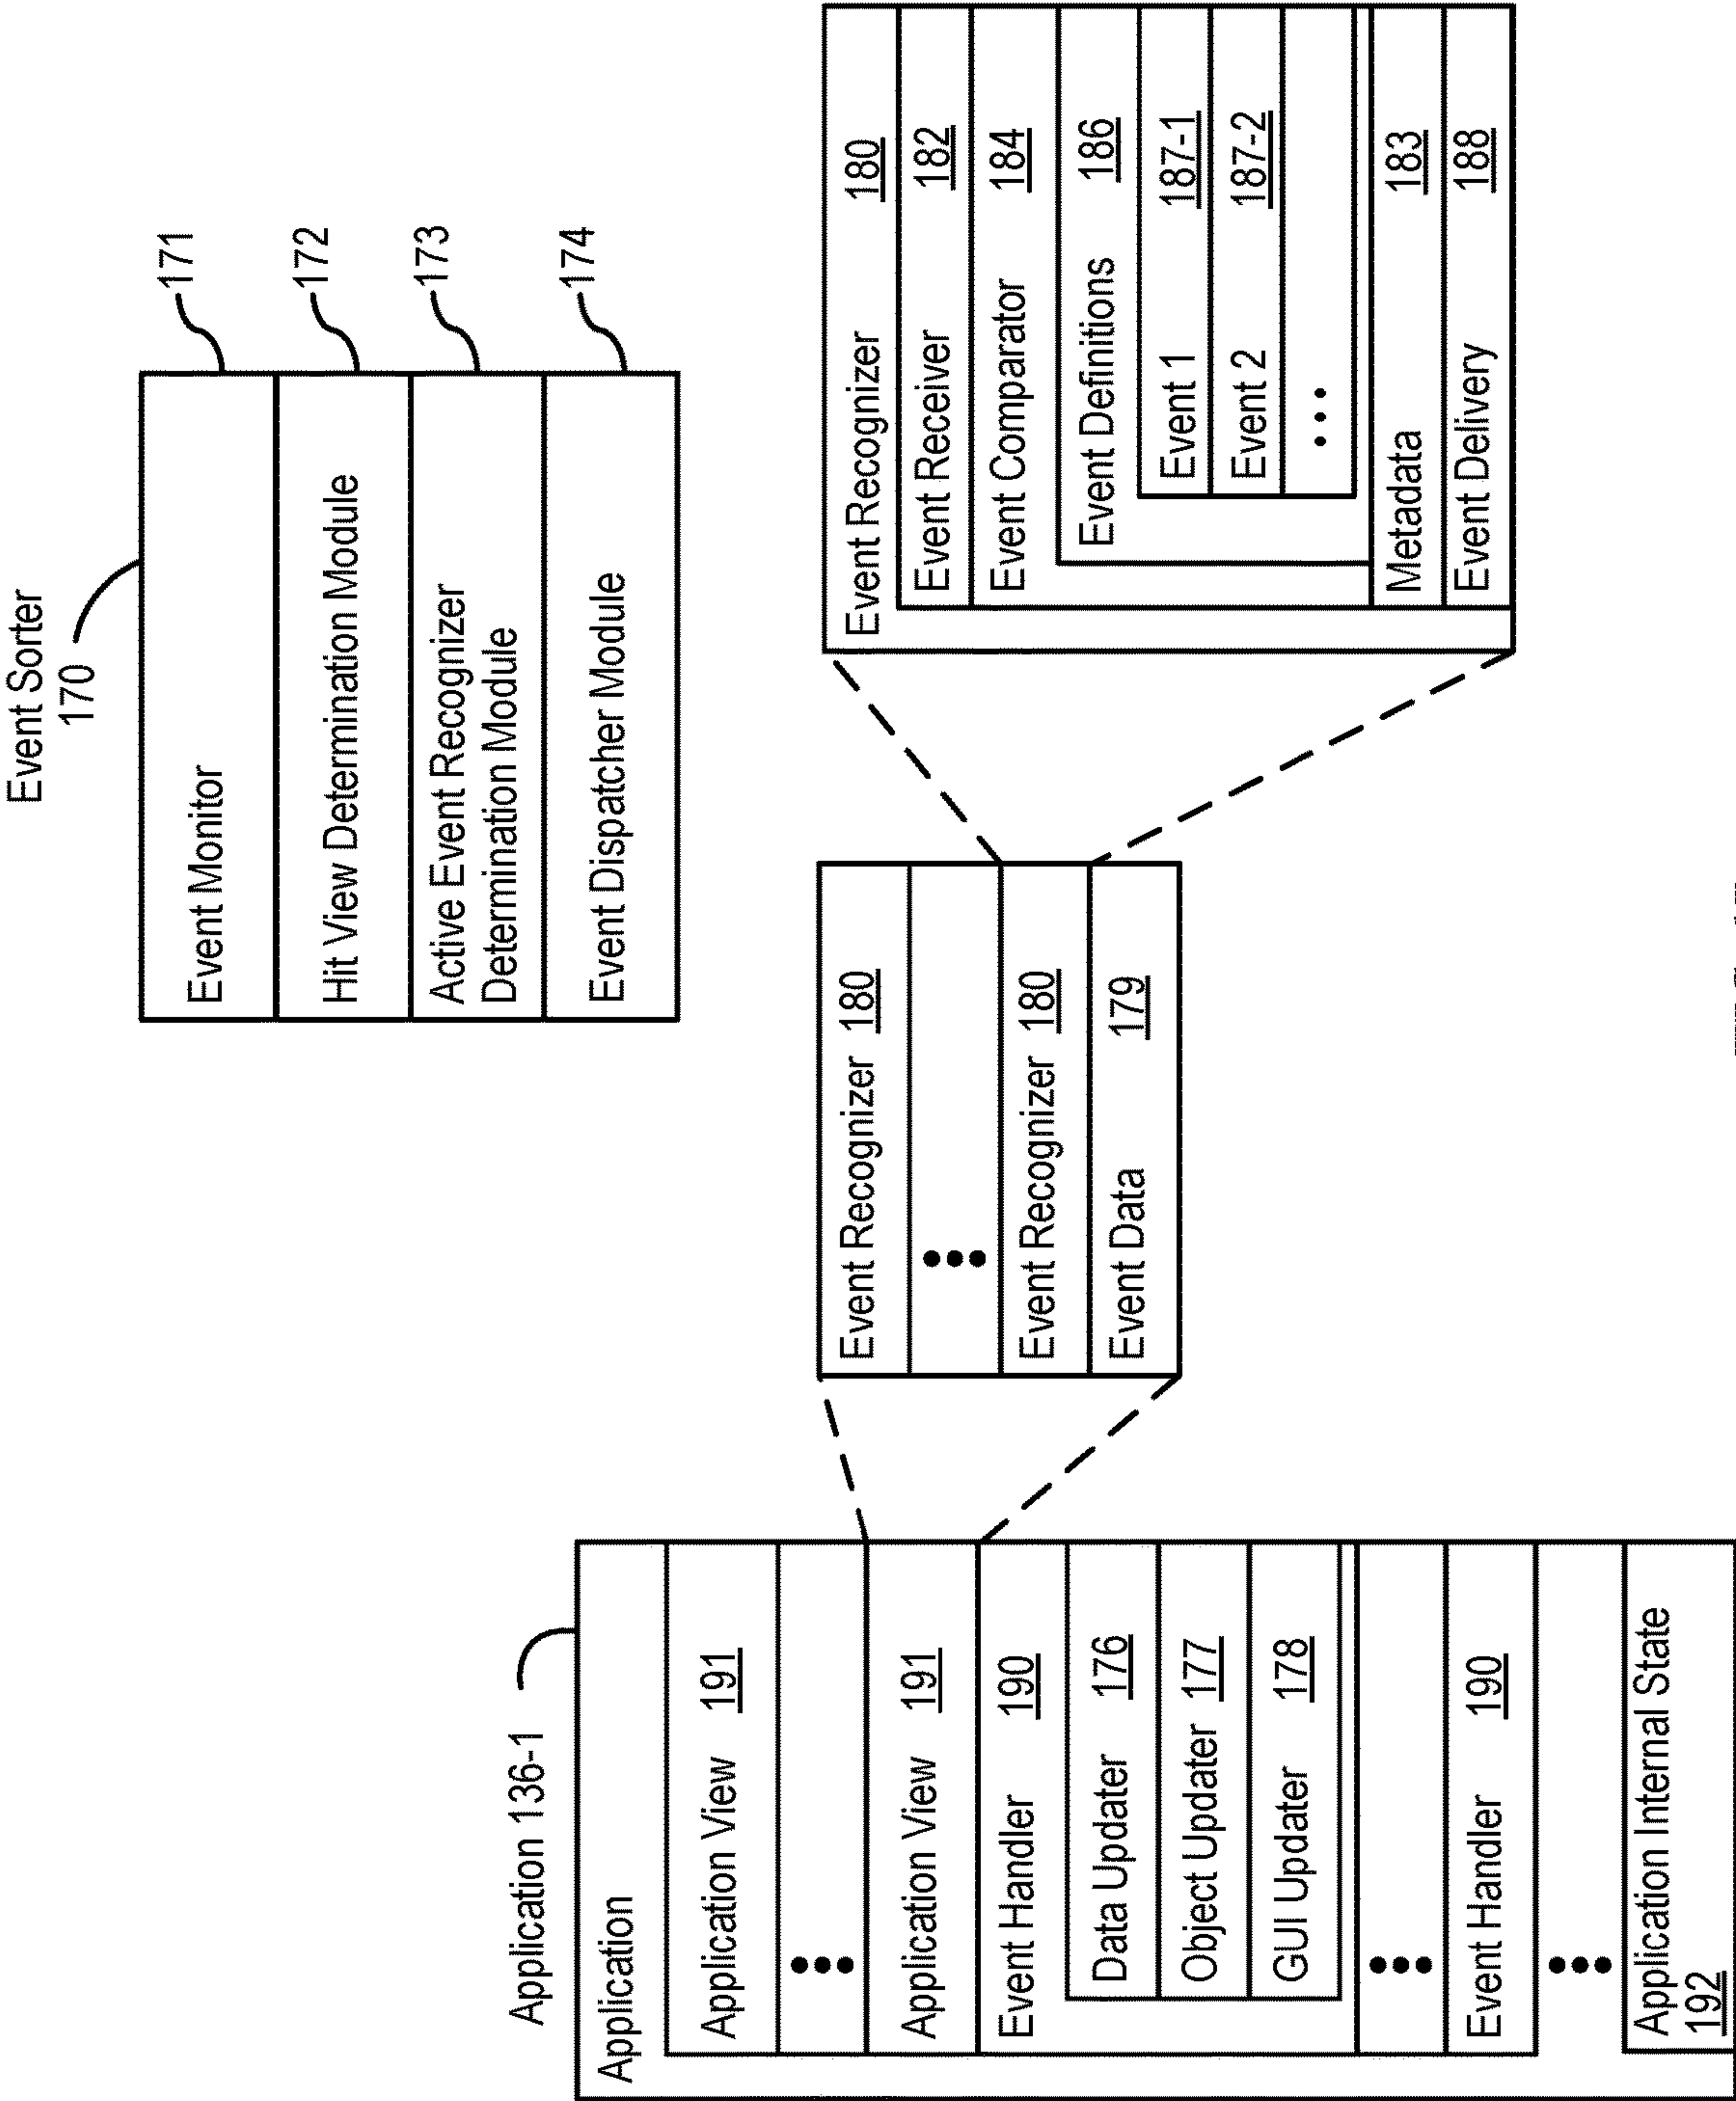 Event Sorter
170
Event Monitor
171
Hit View Determination Module
172
Active Event Recognizer
Determination Module
173
Event Dispatcher Module
174
Application 136-1
Application
Application View 191
•••
Application View 191
Event Handler 190
Data Updater 176
Object Updater 177
GUI Updater 178
•••
Event Handler 190
•••
Application Internal State
192
Event Recognizer 180
•••
Event Recognizer 180
Event Data 179
Event Recognizer 180
Event Receiver 182
Event Comparator 184
Event Definitions 186
Event 1 187-1
Event 2 187-2
•••
Metadata 183
Event Delivery 188